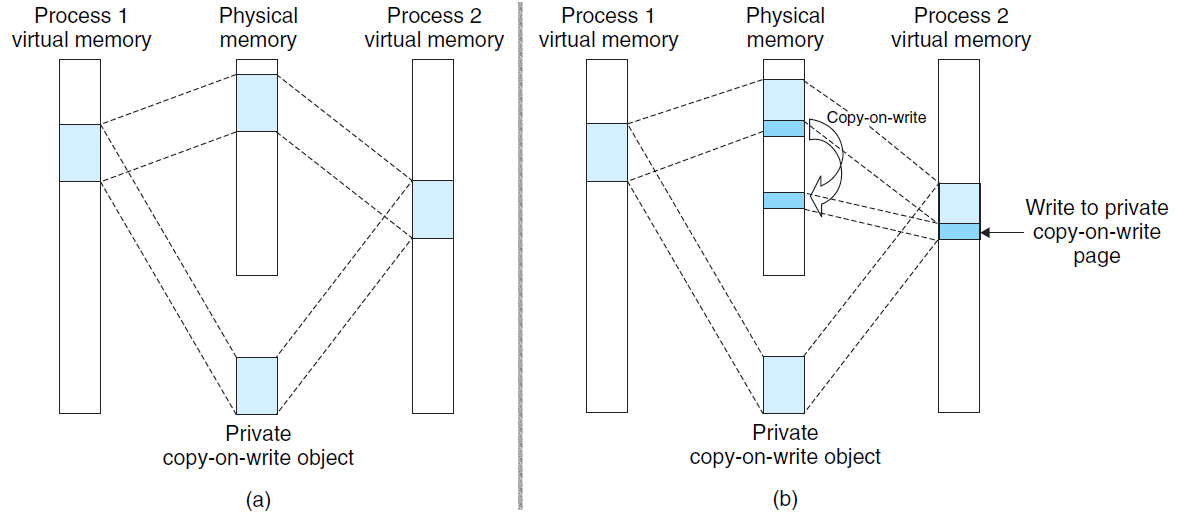 Process 1
virtual memory
Physical
memory
Process 2
virtual memory
Private
copy-on-write object
(a)
Process 1
virtual memory
Physical
memory
Process 2
virtual memory
Copy-on-write
Write to private
copy-on-write
page
Private
copy-on-write object
(b)